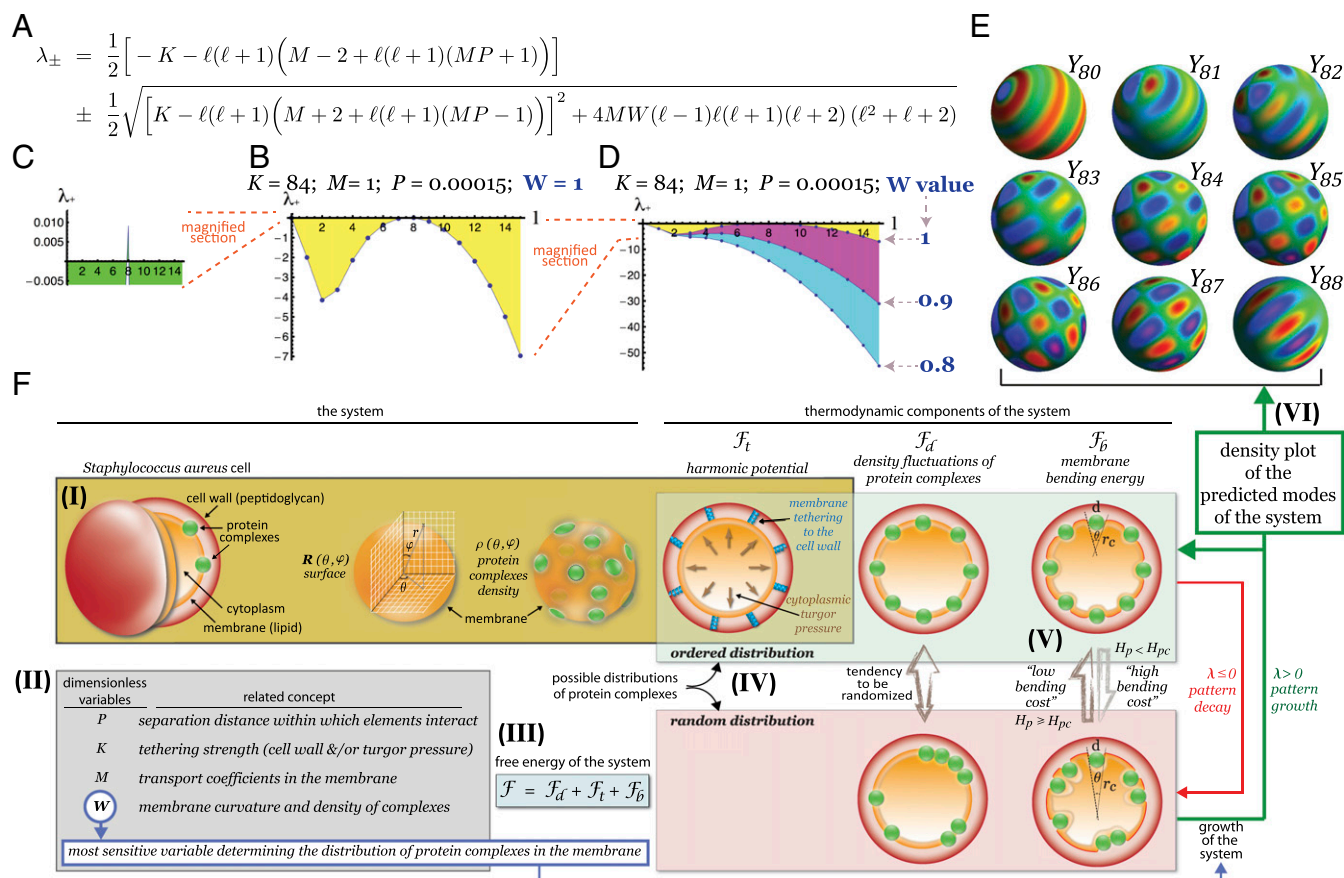 A
λ± = 1/2 [ − K − ℓ(ℓ + 1) ( M − 2 + ℓ(ℓ + 1)(MP + 1) ) ]
± 1/2 √ [ K − ℓ(ℓ + 1) ( M + 2 + ℓ(ℓ + 1)(MP − 1) ) ]² + 4MW(ℓ − 1)ℓ(ℓ + 1)(ℓ + 2) (ℓ² + ℓ + 2)
C
λ+
0.010
0.005
−0.005
2 4 6 8 10 12 14
magnified section
B
K = 84; M = 1; P = 0.00015; W = 1
λ+
l
2 4 6 8 10 12 14
−1
−2
−3
−4
−5
−6
−7
magnified section
D
K = 84; M = 1; P = 0.00015; W value
λ+
l
2 4 6 8 10 12 14
−10
−20
−30
−40
−50
1
0.9
0.8
E
Y80 Y81 Y82
Y83 Y84 Y85
Y86 Y87 Y88
F
the system
thermodynamic components of the system
Staphylococcus aureus cell
ℱt
harmonic potential
ℱd
density fluctuations of
protein complexes
ℱb
membrane
bending energy
(I)
cell wall (peptidoglycan)
protein
complexes
cytoplasm
membrane (lipid)
R (θ,φ)
surface
r
φ
θ
ρ (θ,φ)
protein
complexes
density
membrane
membrane
tethering
to the
cell wall
cytoplasmic
turgor
pressure
d
θ
rc
ordered distribution
(VI)
density plot
of the
predicted modes
of the system
(II)
dimensionless
variables
related concept
P separation distance within which elements interact
K tethering strength (cell wall &/or turgor pressure)
M transport coefficients in the membrane
W membrane curvature and density of complexes
most sensitive variable determining the distribution of protein complexes in the membrane
(III)
free energy of the system
ℱ = ℱd + ℱt + ℱb
possible distributions
of protein complexes
(IV)
tendency
to be
randomized
(V)
Hp < Hpc
"low
bending
cost"
"high
bending
cost"
Hp ⩾ Hpc
random distribution
d
θ
rc
λ ≤ 0
pattern
decay
λ > 0
pattern
growth
growth
of the
system